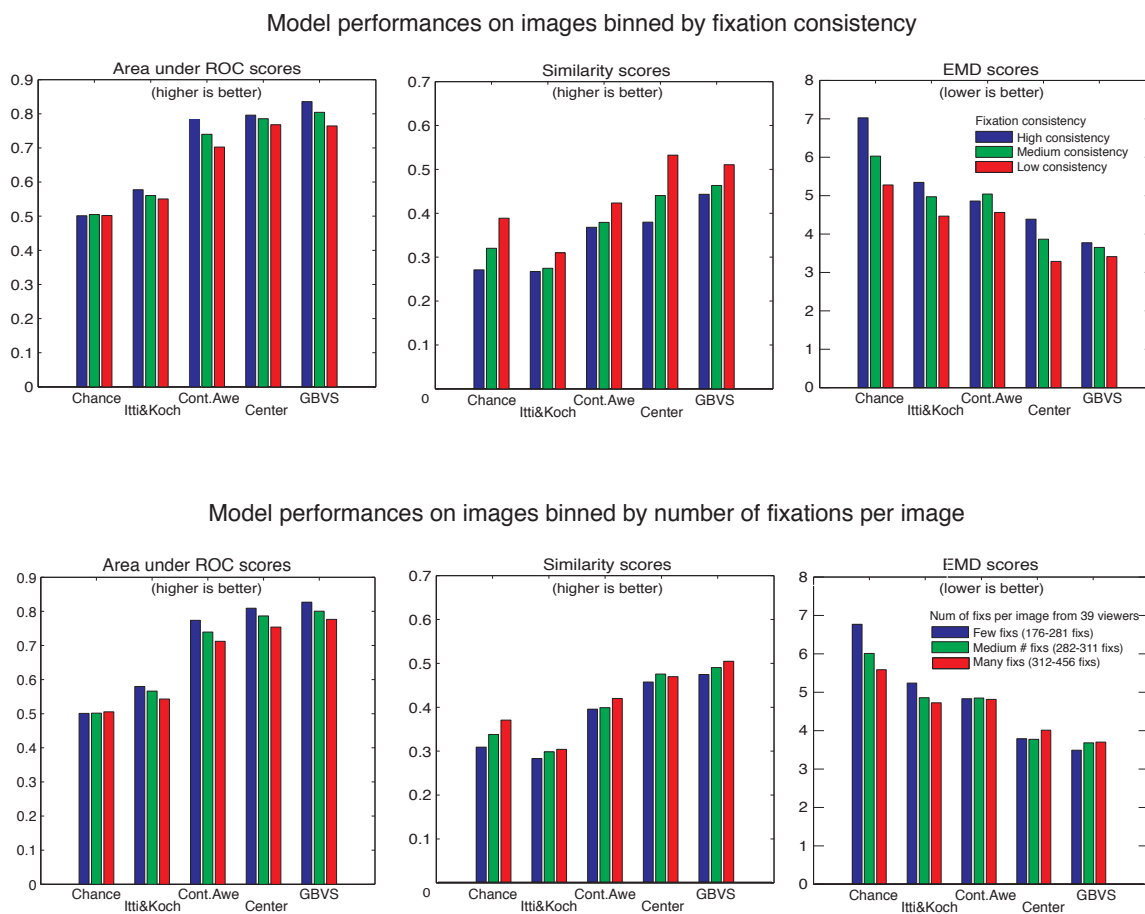 Model performances on images binned by fixation consistency
Area under ROC scores
(higher is better)
0.9
0.8
0.7
0.6
0.5
0.4
0.3
0.2
0.1
0
Chance
Itti&Koch
Cont.Awe
Center
GBVS
Similarity scores
(higher is better)
0.7
0.6
0.5
0.4
0.3
0.2
0.1
0
Chance
Itti&Koch
Cont.Awe
Center
GBVS
EMD scores
(lower is better)
Fixation consistency
High consistency
Medium consistency
Low consistency
8
7
6
5
4
3
2
1
0
Chance
Itti&Koch
Cont.Awe
Center
GBVS
Model performances on images binned by number of fixations per image
Area under ROC scores
(higher is better)
0.9
0.8
0.7
0.6
0.5
0.4
0.3
0.2
0.1
0
Chance
Itti&Koch
Cont.Awe
Center
GBVS
Similarity scores
(higher is better)
0.7
0.6
0.5
0.4
0.3
0.2
0.1
0
Chance
Itti&Koch
Cont.Awe
Center
GBVS
EMD scores
(lower is better)
Num of fixs per image from 39 viewers
Few fixs (176-281 fixs)
Medium # fixs (282-311 fixs)
Many fixs (312-456 fixs)
8
7
6
5
4
3
2
1
0
Chance
Itti&Koch
Cont.Awe
Center
GBVS